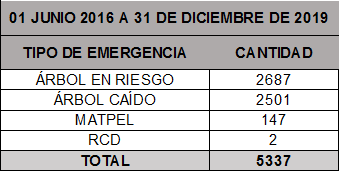 01 JUNIO 2016 A 31 DE DICIEMBRE DE 2019
TIPO DE EMERGENCIA CANTIDAD
ÁRBOL EN RIESGO 2687
ÁRBOL CAÍDO 2501
MATPEL 147
RCD 2
TOTAL 5337